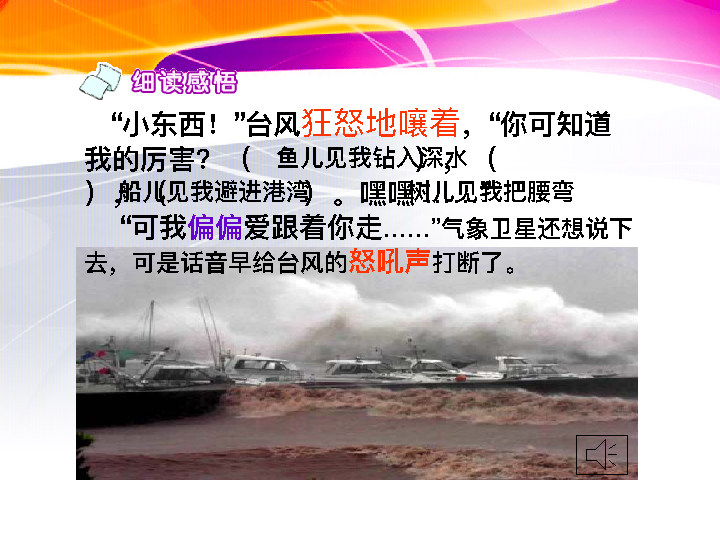 细读感悟
“小东西！”台风狂怒地嚷着，“你可知道
我的厉害？（ 鱼儿见我钻入深水 ），（
船儿见我避进港湾 ），（ 树儿见我把腰弯 ）。嘿嘿！……”
“可我偏偏爱跟着你走……”气象卫星还想说下
去，可是话音早给台风的怒吼声打断了。